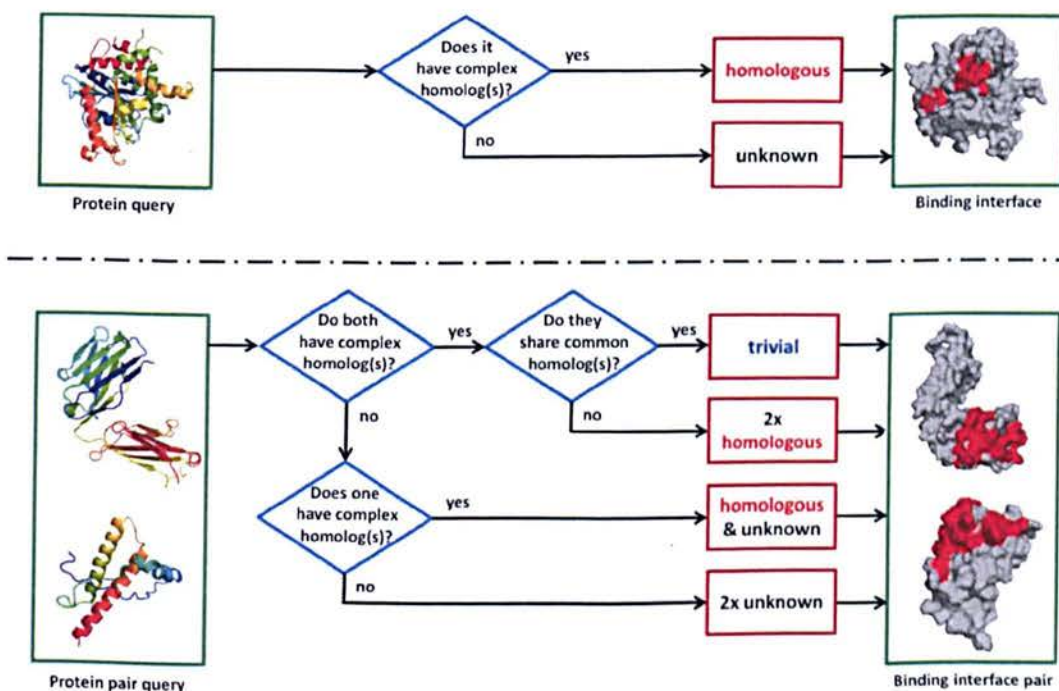 Does it
have complex
homolog(s)?
yes
homologous
no
unknown
Protein query
Binding interface
Do both
have complex
homolog(s)?
yes
Do they
share common
homolog(s)?
yes
trivial
no
no
2x
homologous
Does one
have complex
homolog(s)?
yes
homologous
& unknown
no
2x unknown
Protein pair query
Binding interface pair